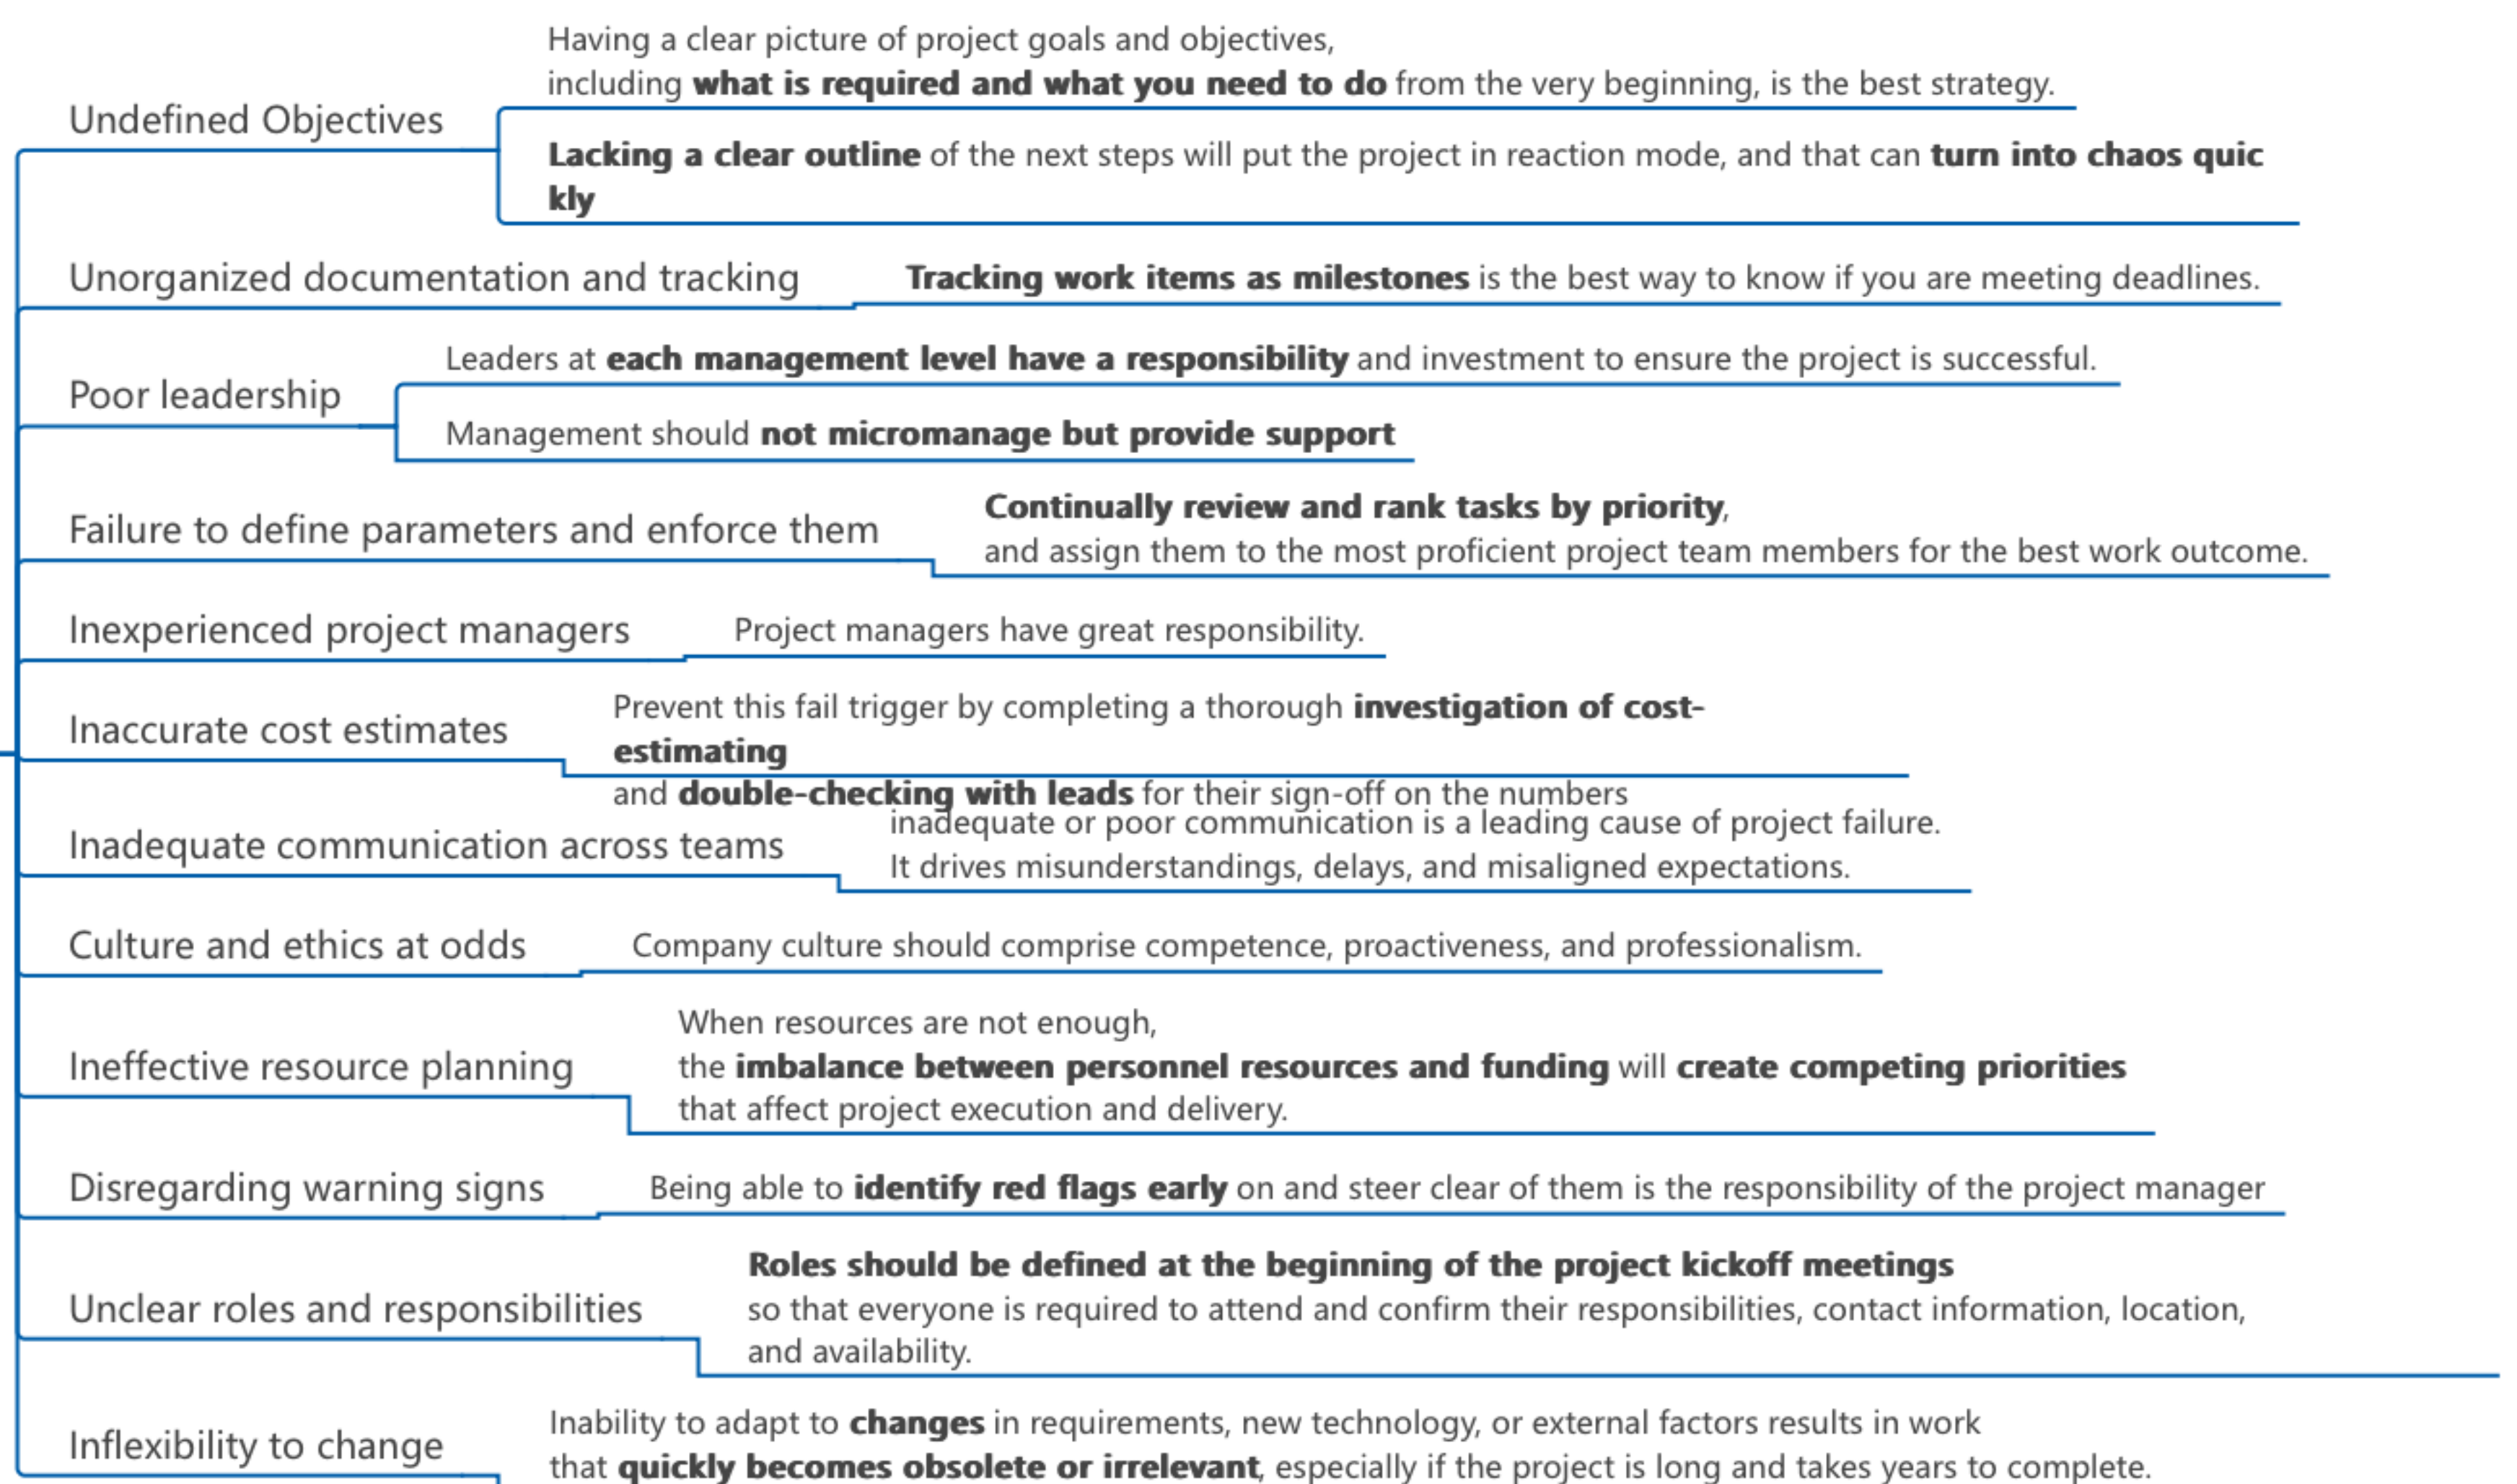 Undefined Objectives
Having a clear picture of project goals and objectives,
including what is required and what you need to do from the very beginning, is the best strategy.
Lacking a clear outline of the next steps will put the project in reaction mode, and that can turn into chaos quic
kly
Unorganized documentation and tracking
Tracking work items as milestones is the best way to know if you are meeting deadlines.
Poor leadership
Leaders at each management level have a responsibility and investment to ensure the project is successful.
Management should not micromanage but provide support
Failure to define parameters and enforce them
Continually review and rank tasks by priority,
and assign them to the most proficient project team members for the best work outcome.
Inexperienced project managers
Project managers have great responsibility.
Inaccurate cost estimates
Prevent this fail trigger by completing a thorough investigation of cost-
estimating
and double-checking with leads for their sign-off on the numbers
Inadequate communication across teams
inadequate or poor communication is a leading cause of project failure.
It drives misunderstandings, delays, and misaligned expectations.
Culture and ethics at odds
Company culture should comprise competence, proactiveness, and professionalism.
Ineffective resource planning
When resources are not enough,
the imbalance between personnel resources and funding will create competing priorities
that affect project execution and delivery.
Disregarding warning signs
Being able to identify red flags early on and steer clear of them is the responsibility of the project manager
Unclear roles and responsibilities
Roles should be defined at the beginning of the project kickoff meetings
so that everyone is required to attend and confirm their responsibilities, contact information, location,
and availability.
Inflexibility to change
Inability to adapt to changes in requirements, new technology, or external factors results in work
that quickly becomes obsolete or irrelevant, especially if the project is long and takes years to complete.